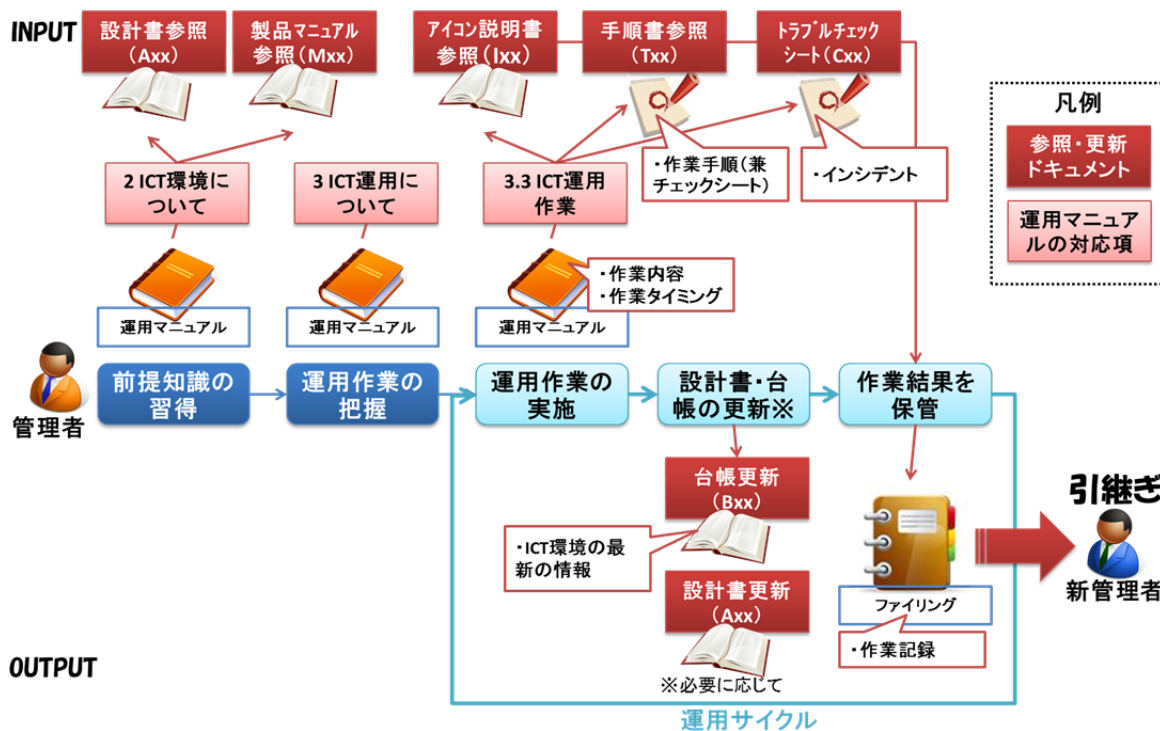 INPUT
設計書参照
(Axx)
製品マニュアル
参照(Mxx)
アイコン説明書
参照(Ixx)
手順書参照
(Txx)
トラブルチェック
シート(Cxx)
凡例
参照・更新
ドキュメント
運用マニュア
ルの対応項
・作業手順(兼
チェックシート)
・インシデント
2 ICT環境に
ついて
3 ICT運用に
ついて
3.3 ICT運用
作業
・作業内容
・作業タイミング
運用マニュアル
運用マニュアル
運用マニュアル
管理者
前提知識の
習得
運用作業の
把握
運用作業の
実施
設計書・台
帳の更新※
作業結果を
保管
台帳更新
(Bxx)
・ICT環境の最
新の情報
設計書更新
(Axx)
※必要に応じて
ファイリング
・作業記録
引継ぎ
新管理者
OUTPUT
運用サイクル